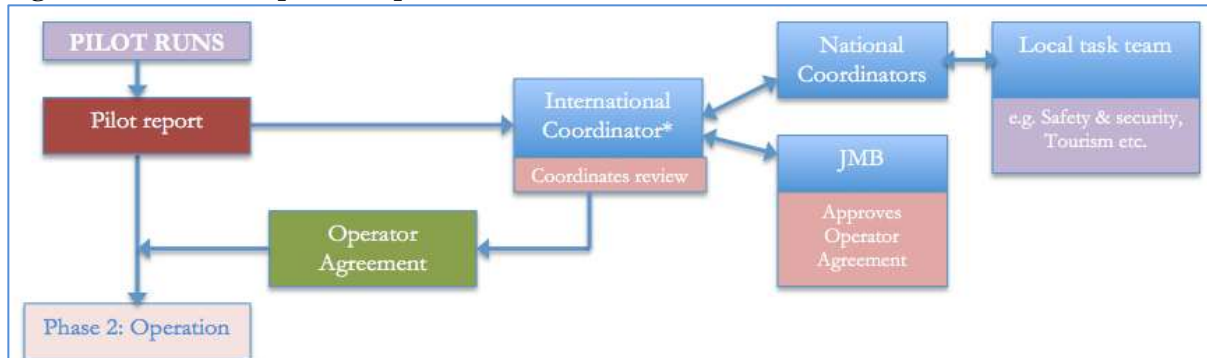 PILOT RUNS
Pilot report
International
Coordinator*
Coordinates review
National
Coordinators
Local task team
e.g. Safety & security,
Tourism etc.
JMB
Approves
Operator
Agreement
Operator
Agreement
Phase 2: Operation